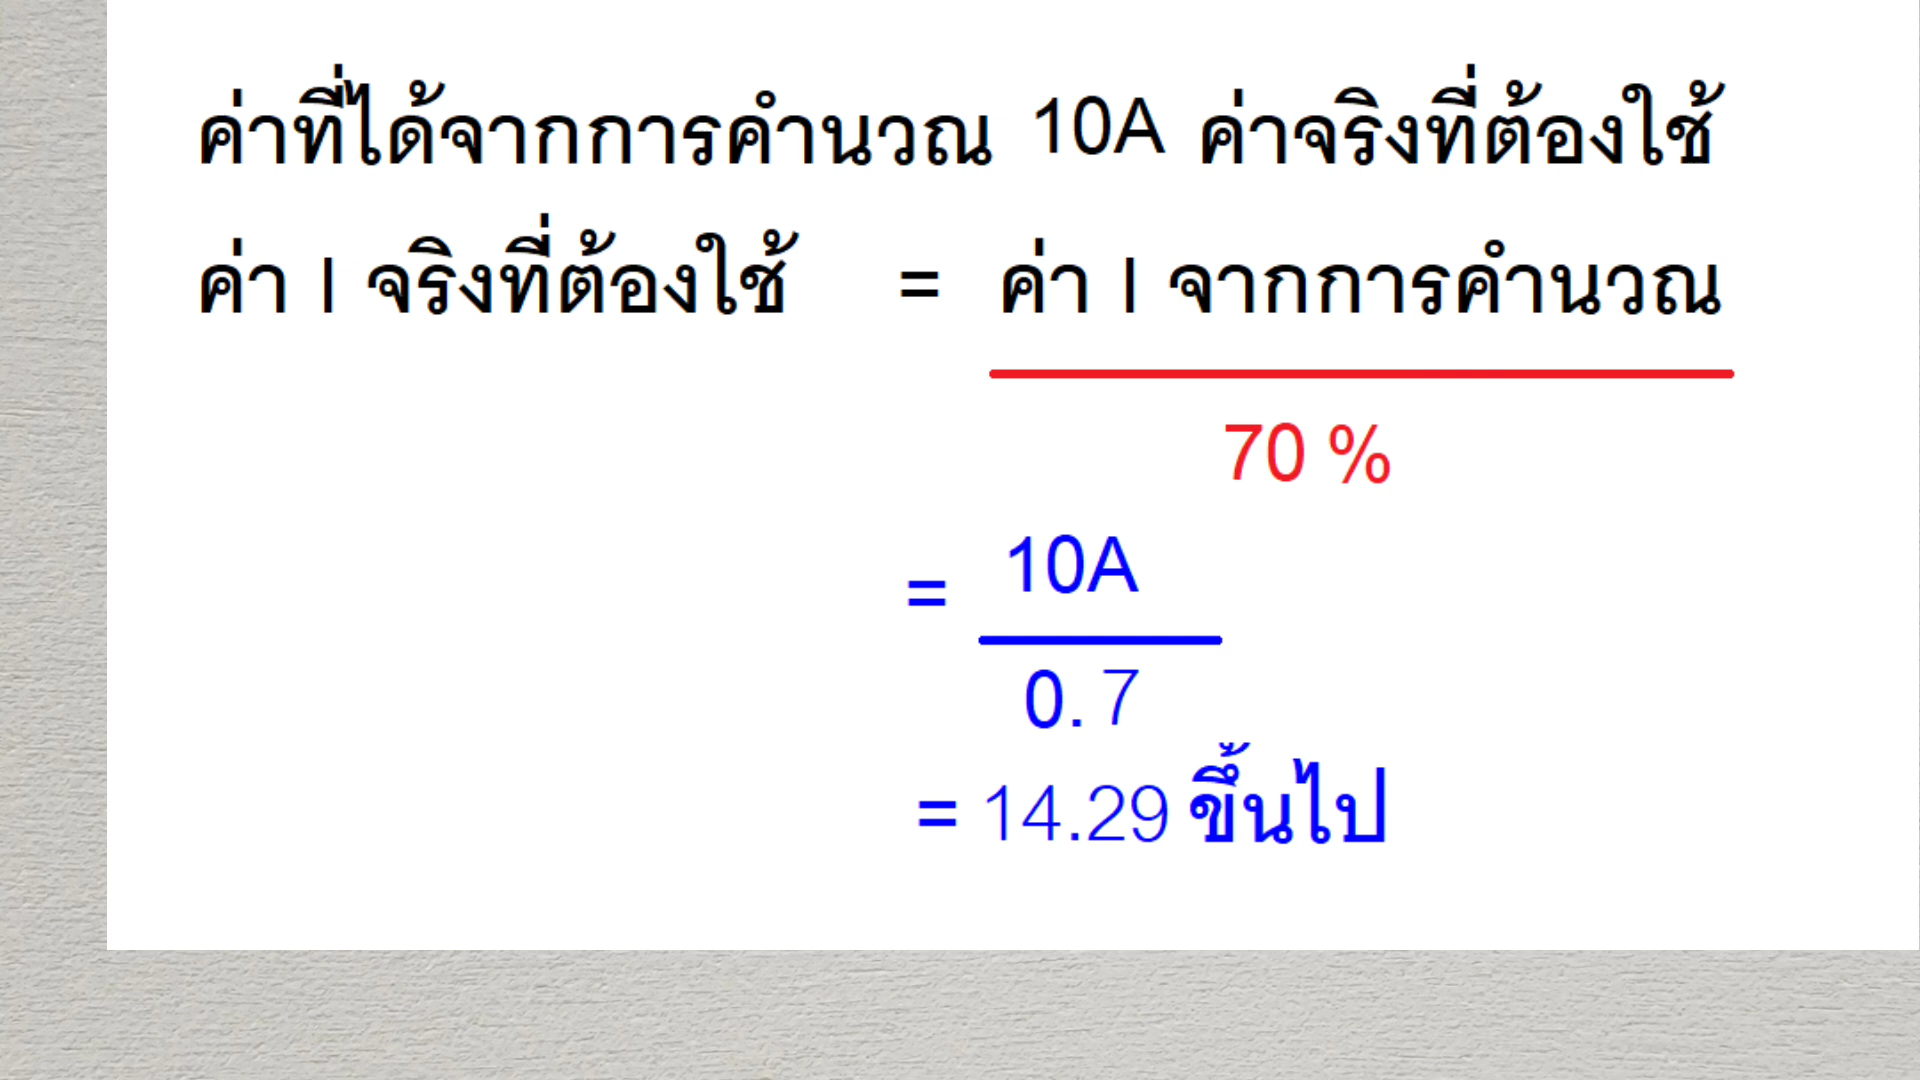 ค่าที่ได้จากการคำนวณ 10A ค่าจริงที่ต้องใช้
ค่า I จริงที่ต้องใช้ = ค่า I จากการคำนวณ
70 %
= 10A
0.7
= 14.29 ขึ้นไป